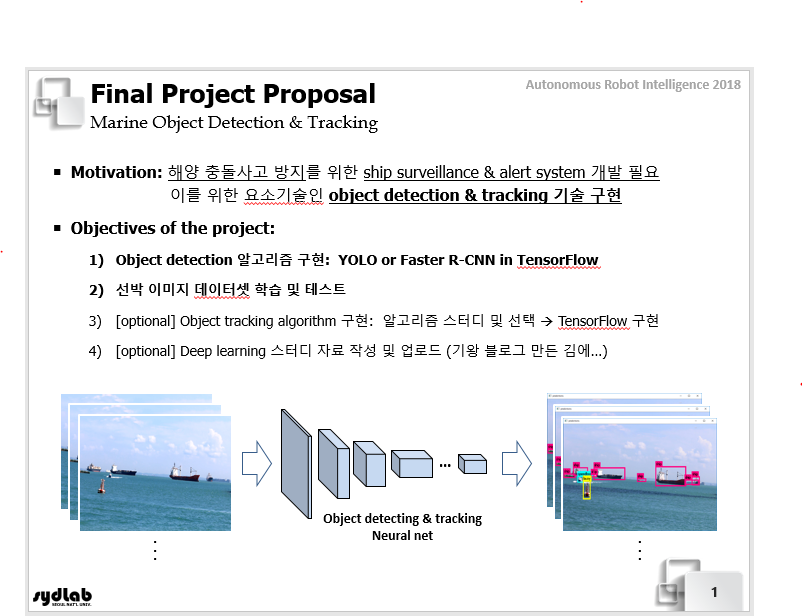 Final Project Proposal
Autonomous Robot Intelligence 2018
Marine Object Detection & Tracking
▪ Motivation: 해양 충돌사고 방지를 위한 ship surveillance & alert system 개발 필요
이를 위한 요소기술인 object detection & tracking 기술 구현
▪ Objectives of the project:
1) Object detection 알고리즘 구현: YOLO or Faster R-CNN in TensorFlow
2) 선박 이미지 데이터셋 학습 및 테스트
3) [optional] Object tracking algorithm 구현: 알고리즘 스터디 및 선택 → TensorFlow 구현
4) [optional] Deep learning 스터디 자료 작성 및 업로드 (기왕 블로그 만든 김에...)
...
Object detecting & tracking
Neural net
sydlab
SEOUL NAT'L UNIV.
1